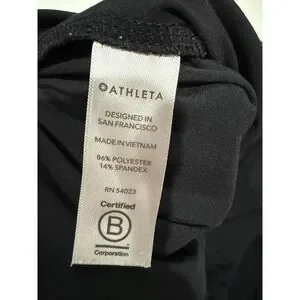 ATHLETA
DESIGNED IN
SAN FRANCISCO
MADE IN VIETNAM
86% POLYESTER
14% SPANDEX
RN 54023
Certified
B
Corporation